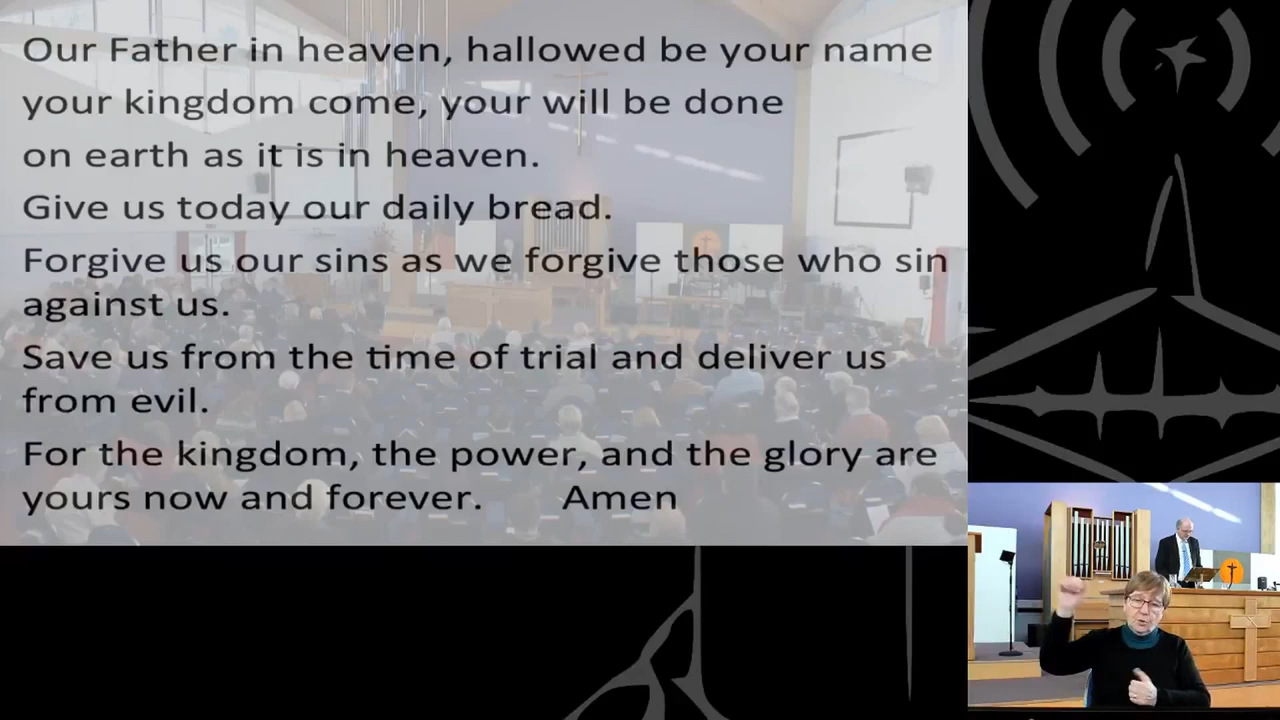 Our Father in heaven, hallowed be your name
your kingdom come, your will be done
on earth as it is in heaven.
Give us today our daily bread.
Forgive us our sins as we forgive those who sin
against us.
Save us from the time of trial and deliver us
from evil.
For the kingdom, the power, and the glory are
yours now and forever. Amen